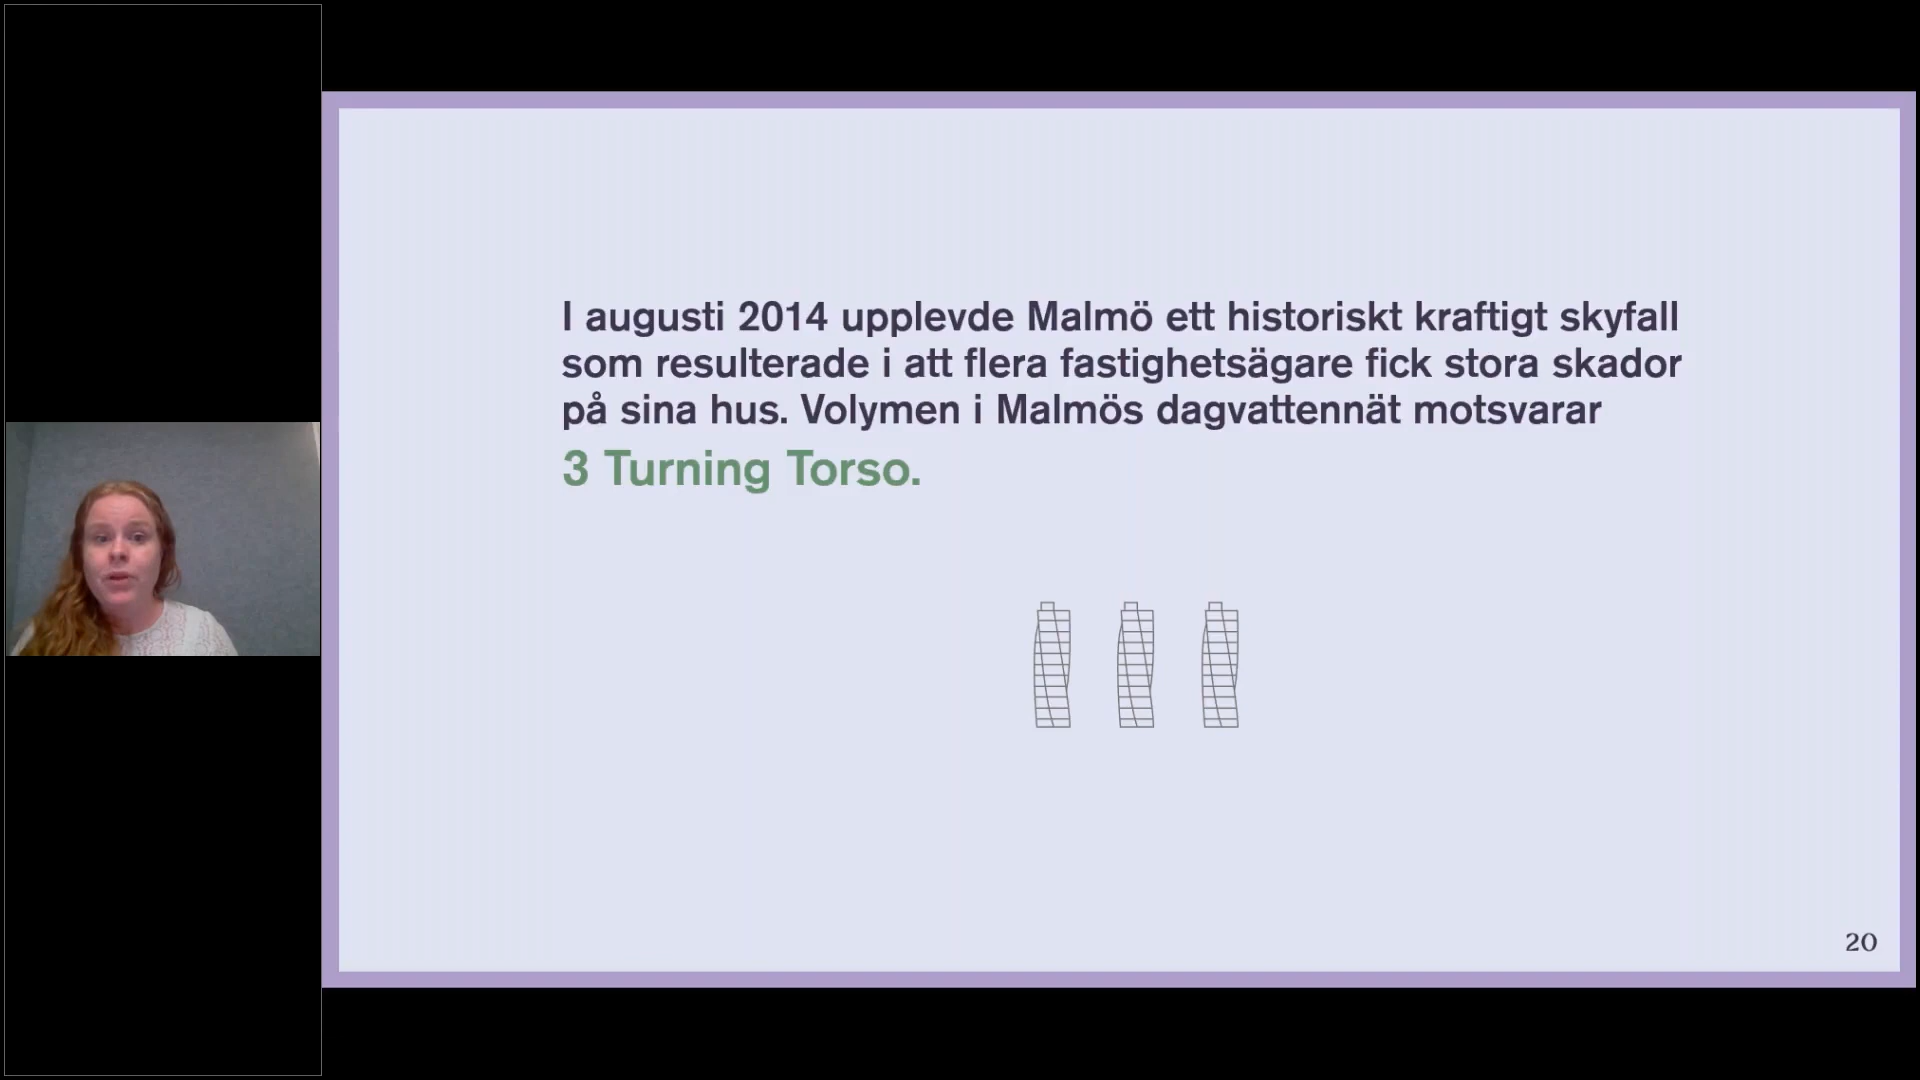 I augusti 2014 upplevde Malmö ett historiskt kraftigt skyfall
som resulterade i att flera fastighetsägare fick stora skador
på sina hus. Volymen i Malmös dagvattennät motsvarar
3 Turning Torso.
20